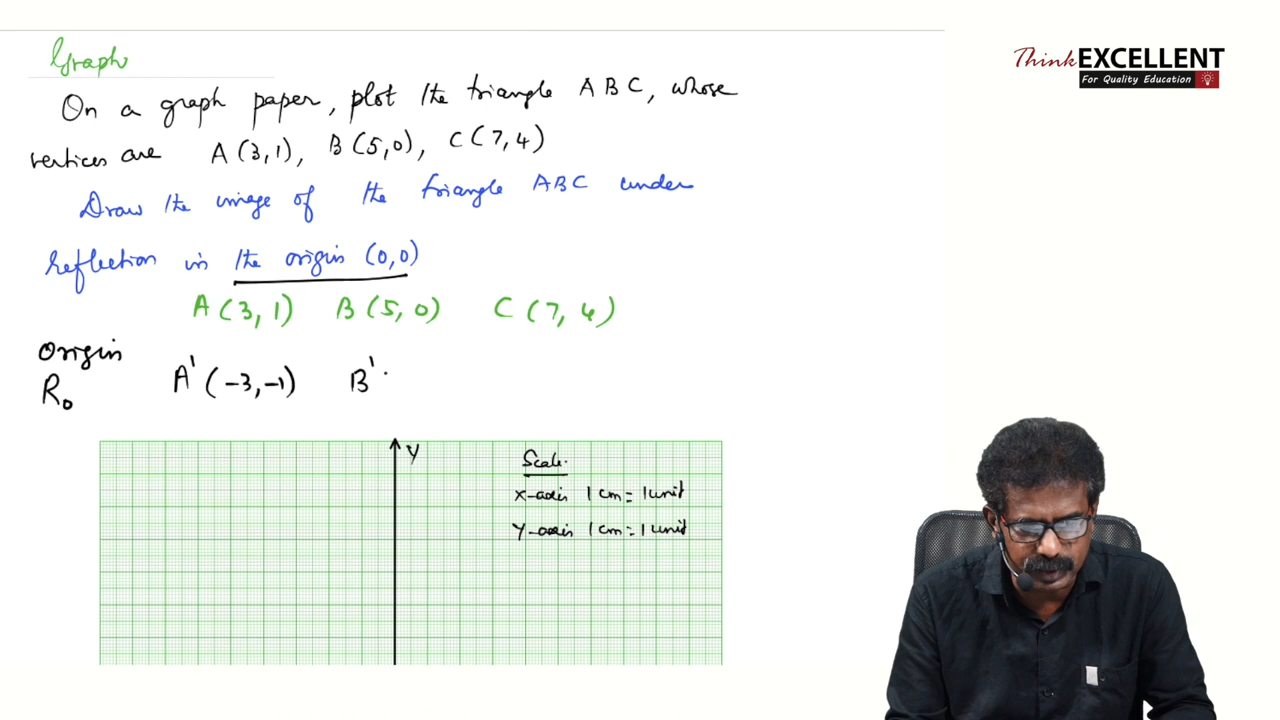 Graph
Think EXCELLENT
For Quality Education
On a graph paper, plot the triangle ABC, whose
vertices are A (3,1), B (5,0), C (7,4)
Draw the image of the triangle ABC under
reflection in the origin (0,0)
A (3, 1) B (5, 0) C (7, 4)
Origin
R₀ A' (-3,-1) B'
Y
Scale.
X-axis 1 cm = 1 unit
Y-axis 1 cm = 1 unit